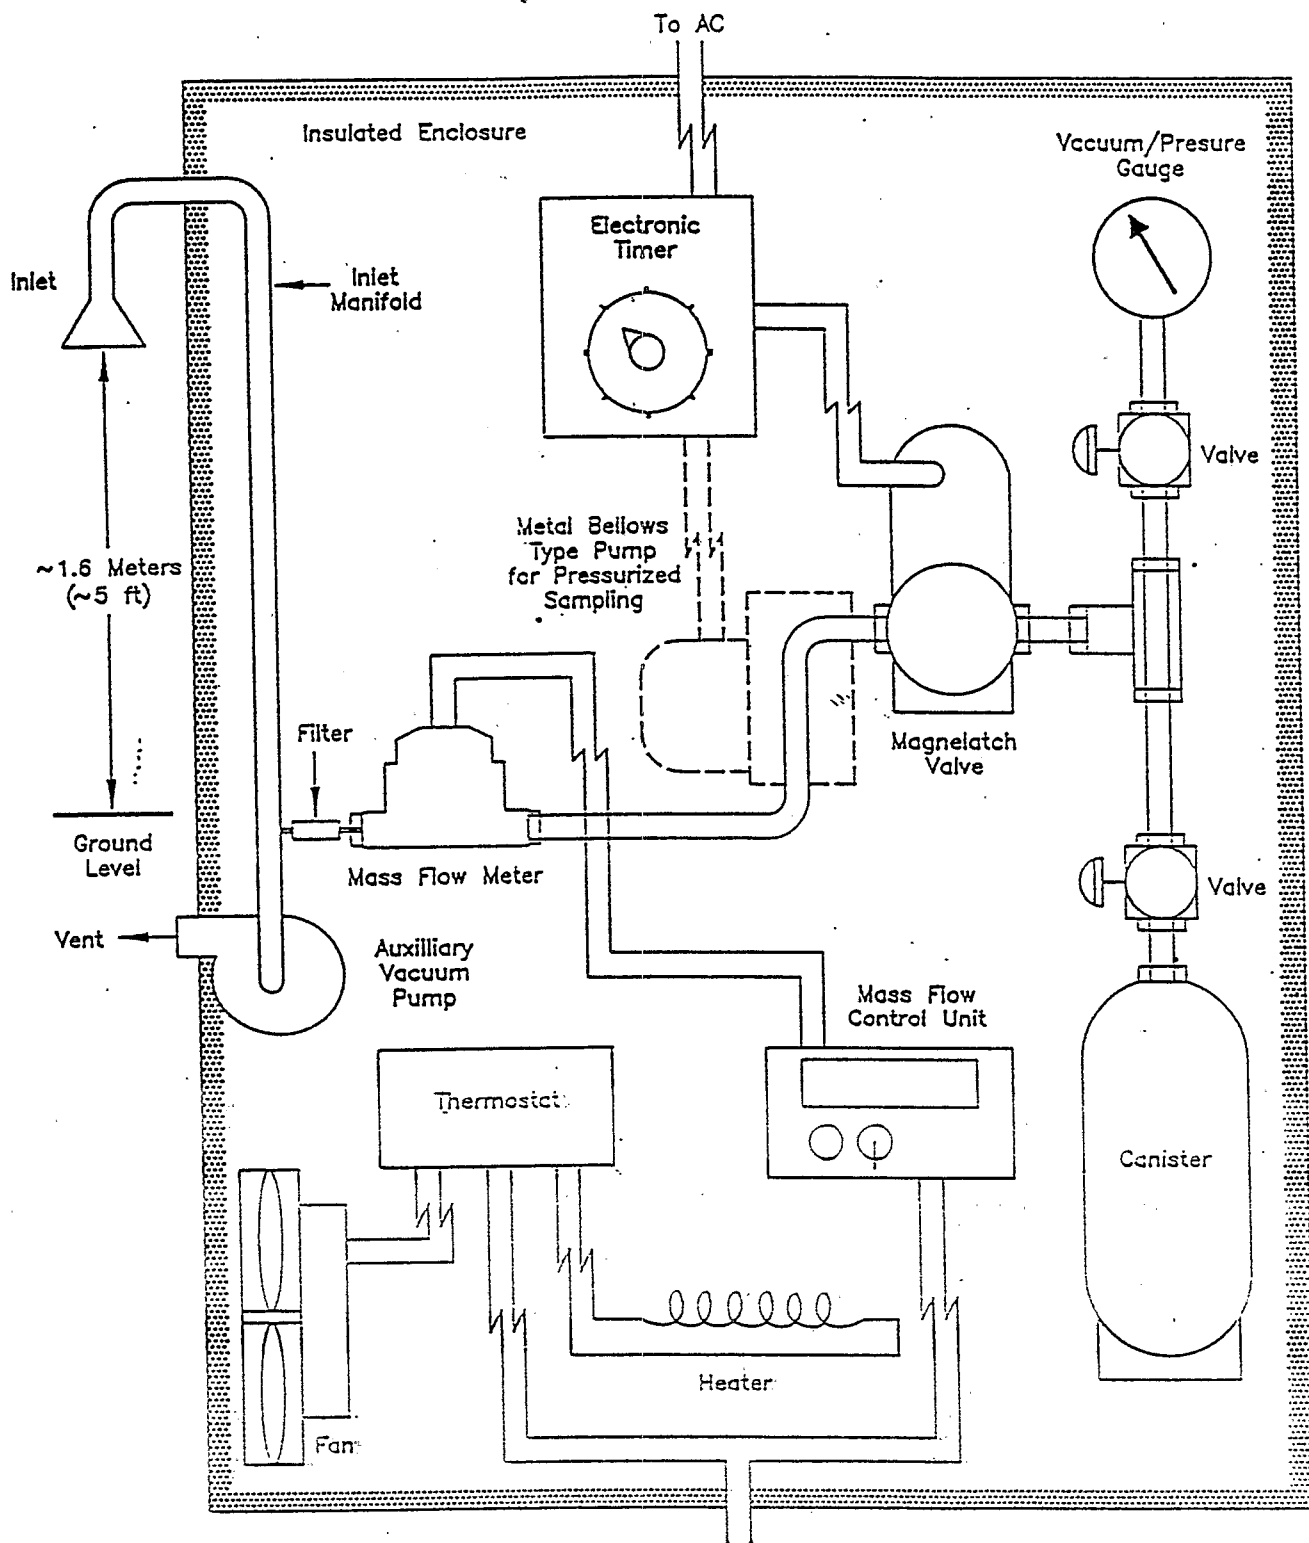 To AC
Insulated Enclosure
Vacuum/Presure
Gauge
Electronic
Timer
Inlet
Inlet
Manifold
Valve
Metal Bellows
Type Pump
for Pressurized
Sampling
~1.6 Meters
(~5 ft)
Filter
Magnelatch
Valve
Ground
Level
Mass Flow Meter
Valve
Vent
Auxilliary
Vacuum
Pump
Mass Flow
Control Unit
Thermostat
Canister
Heater
Fan